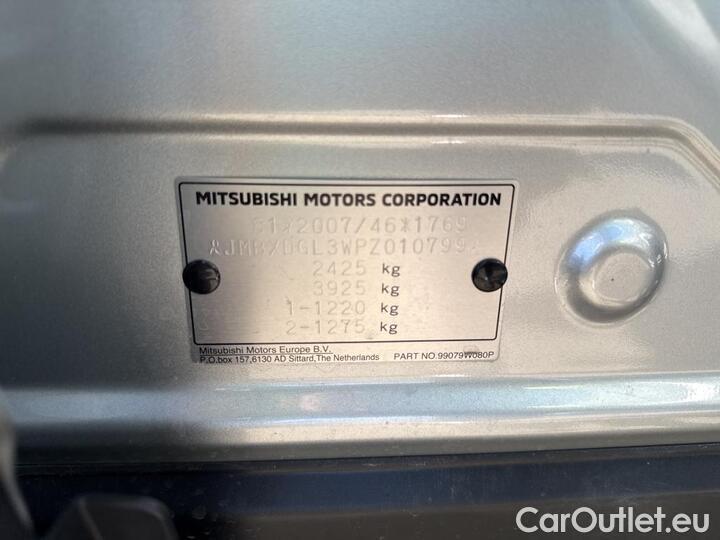 MITSUBISHI MOTORS CORPORATION
e1*2007/46*1769
JMBXDGL3WPZ010799
2425 kg
3925 kg
1-1220 kg
2-1275 kg
Mitsubishi Motors Europe B.V.
P.O.box 157,6130 AD Sittard,The Netherlands PART NO.99079W080P
CarOutlet.eu